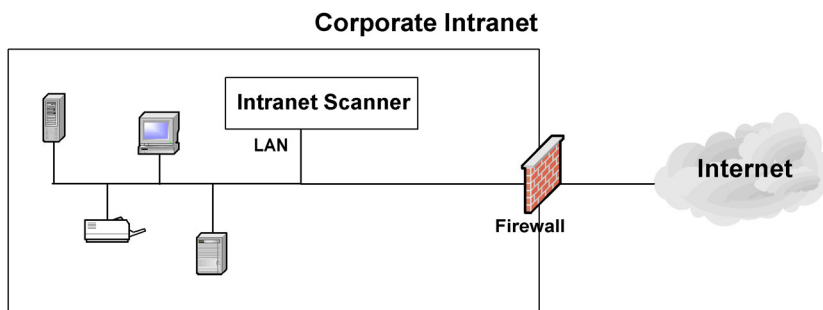 Corporate Intranet
Intranet Scanner
LAN
Internet
Firewall